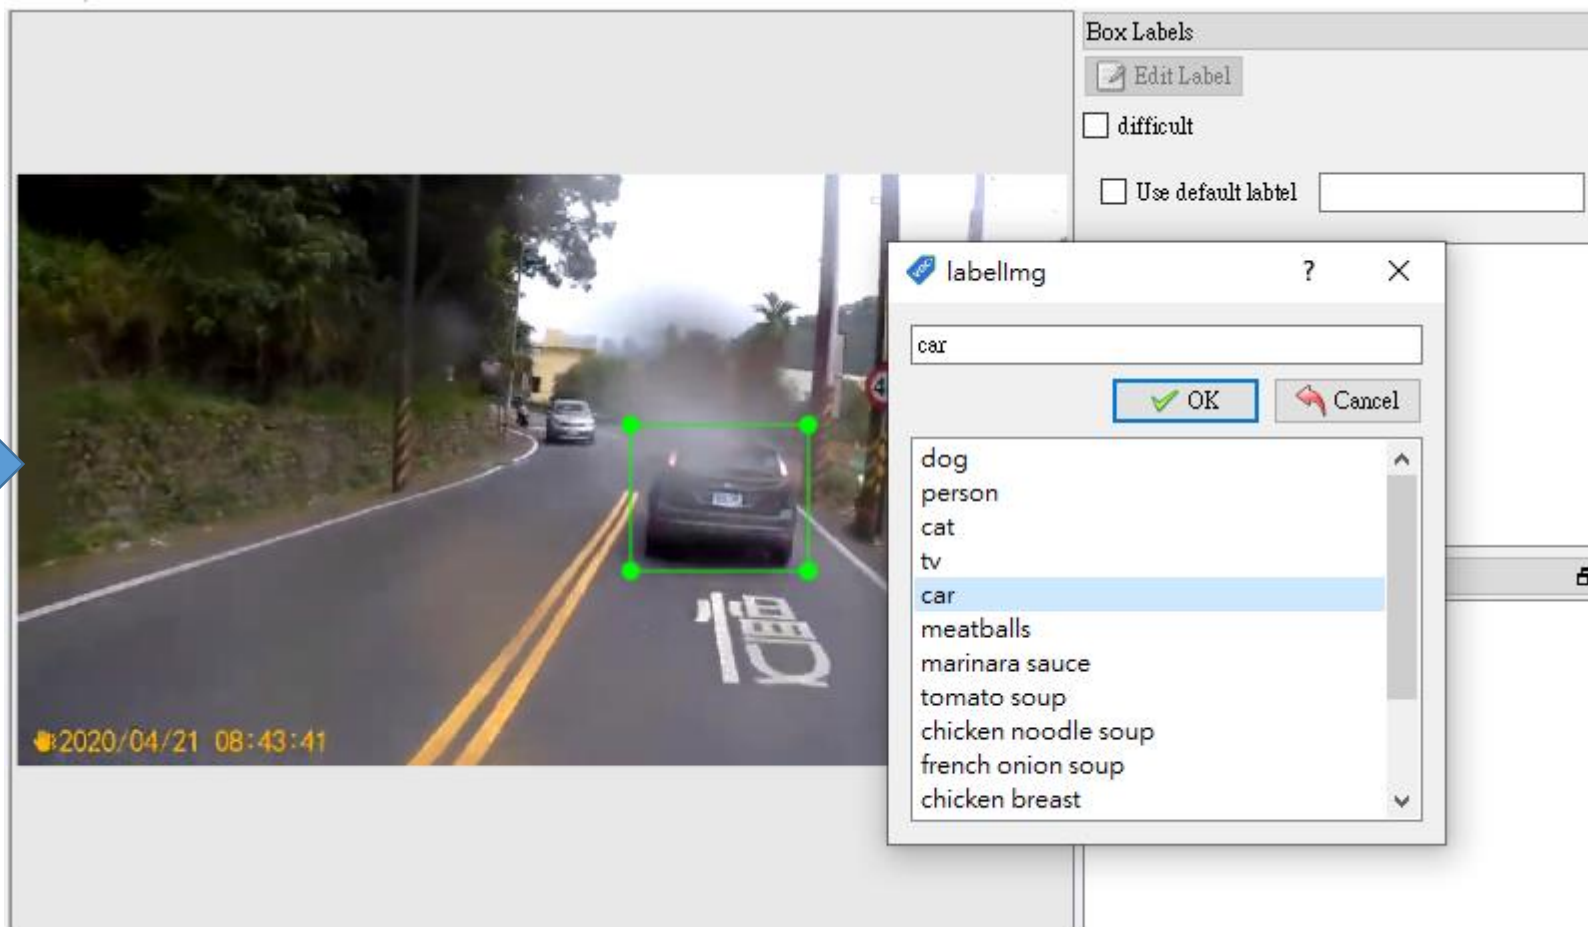 Box Labels
Edit Label
difficult
Use default labtel
labelImg
?
car
OK
Cancel
dog
person
cat
tv
car
meatballs
marinara sauce
tomato soup
chicken noodle soup
french onion soup
chicken breast
4
慢
2020/04/21 08:43:41